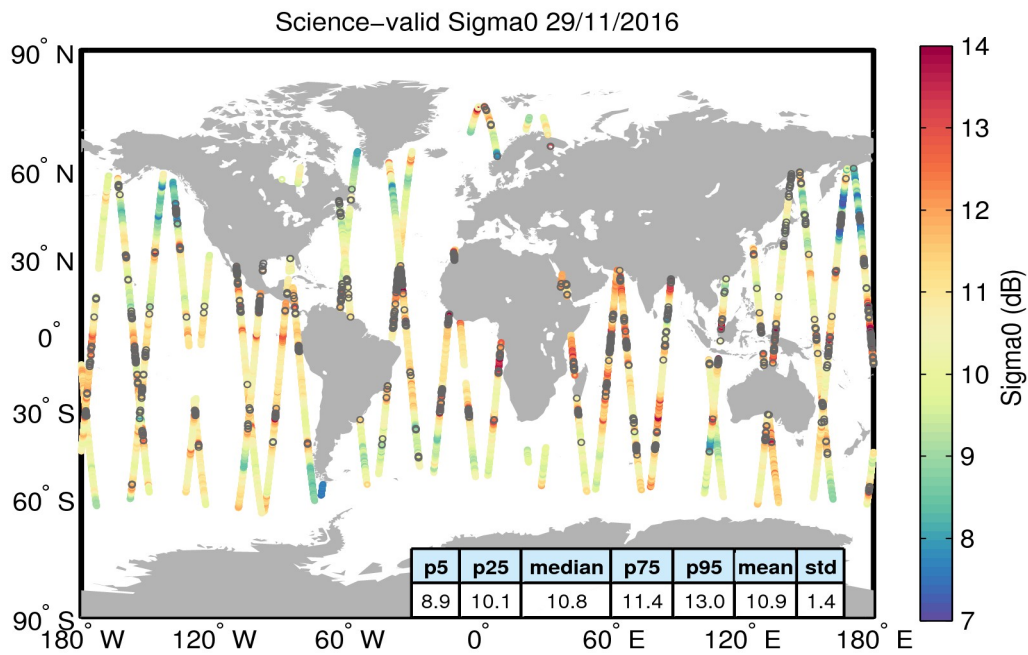 Science−valid Sigma0 29/11/2016
90° N
60° N
30° N
0°
30° S
60° S
90° S
180° W
120° W
60° W
0°
60° E
120° E
180° E
p5 p25 median p75 p95 mean std
8.9 10.1 10.8 11.4 13.0 10.9 1.4
14
13
12
11
10
9
8
7
Sigma0 (dB)